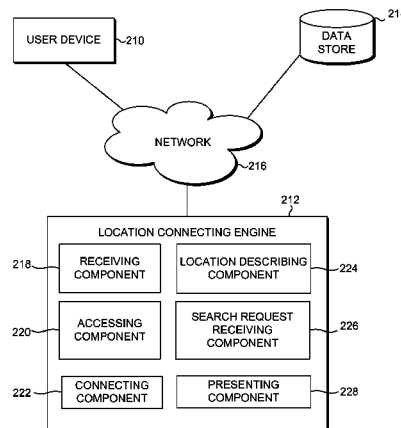 USER DEVICE
210
DATA
STORE
NETWORK
216
212
LOCATION CONNECTING ENGINE
218
RECEIVING
COMPONENT
LOCATION DESCRIBING
COMPONENT
224
220
ACCESSING
COMPONENT
SEARCH REQUEST
RECEIVING
COMPONENT
226
222
CONNECTING
COMPONENT
PRESENTING
COMPONENT
228